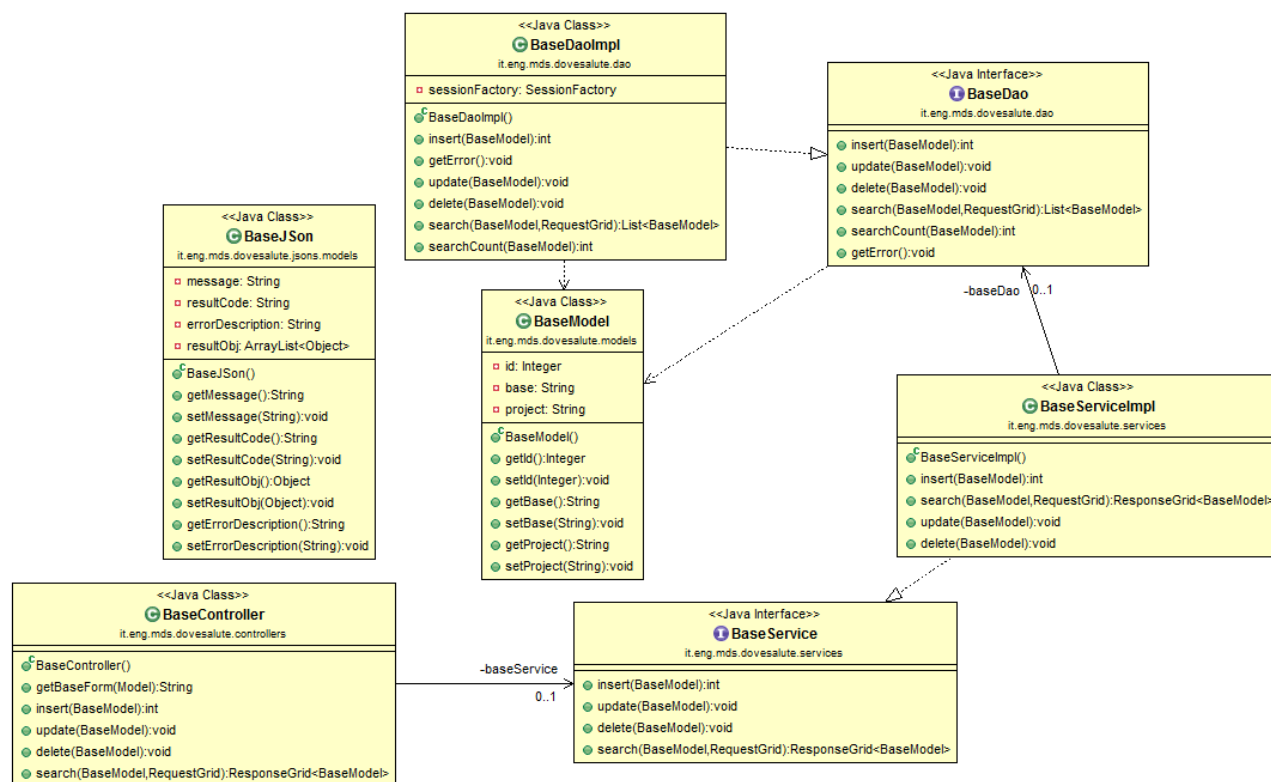 <<Java Class>>
BaseDaoImpl
it.eng.mds.dovesalute.dao
sessionFactory: SessionFactory
BaseDaoImpl()
insert(BaseModel):int
getError():void
update(BaseModel):void
delete(BaseModel):void
search(BaseModel,RequestGrid):List<BaseModel>
searchCount(BaseModel):int
<<Java Interface>>
BaseDao
it.eng.mds.dovesalute.dao
insert(BaseModel):int
update(BaseModel):void
delete(BaseModel):void
search(BaseModel,RequestGrid):List<BaseModel>
searchCount(BaseModel):int
getError():void
<<Java Class>>
BaseJSon
it.eng.mds.dovesalute.jsons.models
message: String
resultCode: String
errorDescription: String
resultObj: ArrayList<Object>
BaseJSon()
getMessage():String
setMessage(String):void
getResultCode():String
setResultCode(String):void
getResultObj():Object
setResultObj(Object):void
getErrorDescription():String
setErrorDescription(String):void
<<Java Class>>
BaseModel
it.eng.mds.dovesalute.models
id: Integer
base: String
project: String
BaseModel()
getId():Integer
setId(Integer):void
getBase():String
setBase(String):void
getProject():String
setProject(String):void
-baseDao 0..1
<<Java Class>>
BaseServiceImpl
it.eng.mds.dovesalute.services
BaseServiceImpl()
insert(BaseModel):int
search(BaseModel,RequestGrid):ResponseGrid<BaseModel>
update(BaseModel):void
delete(BaseModel):void
<<Java Class>>
BaseController
it.eng.mds.dovesalute.controllers
BaseController()
getBaseForm(Model):String
insert(BaseModel):int
update(BaseModel):void
delete(BaseModel):void
search(BaseModel,RequestGrid):ResponseGrid<BaseModel>
-baseService
0..1
<<Java Interface>>
BaseService
it.eng.mds.dovesalute.services
insert(BaseModel):int
update(BaseModel):void
delete(BaseModel):void
search(BaseModel,RequestGrid):ResponseGrid<BaseModel>